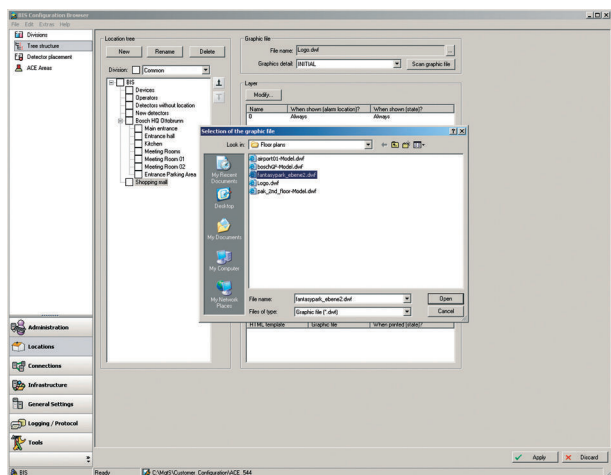 BIS Configuration Browser
File Edit Extras Help
Divisions
Tree structure
Detector placement
ACE Areas
Administration
Locations
Connections
Infrastructure
General Settings
Logging / Protocol
Tools
Location tree
New Rename Delete
Division: Common
BIS
Devices
Operators
Detectors without location
New detectors
Bosch HQ Ottobrunn
Main entrance
Entrance hall
Kitchen
Meeting Rooms
Meeting Room 01
Meeting Room 02
Entrance Parking Area
Shopping mall
Graphic file
File name: Logo.dwf ...
Graphics detail: INITIAL Scan graphic file
Layer
Modify...
Name When shown (alarm location)? When shown (state)?
0 Always Always
Selection of the graphic file
Look in: Floor plans
My Recent Documents
Desktop
My Documents
My Computer
My Network Places
airport01-Model.dwf
boschGP-Model.dwf
fantasypark_ebene2.dwf
Logo.dwf
pak_2nd_floor-Model.dwf
File name: fantasypark_ebene2.dwf Open
Files of type: Graphic file (*.dwf) Cancel
HTML template Graphic file When printed (state)?
Apply Discard
BIS Ready C:\MgtS\Customer_Configuration\ACE_544